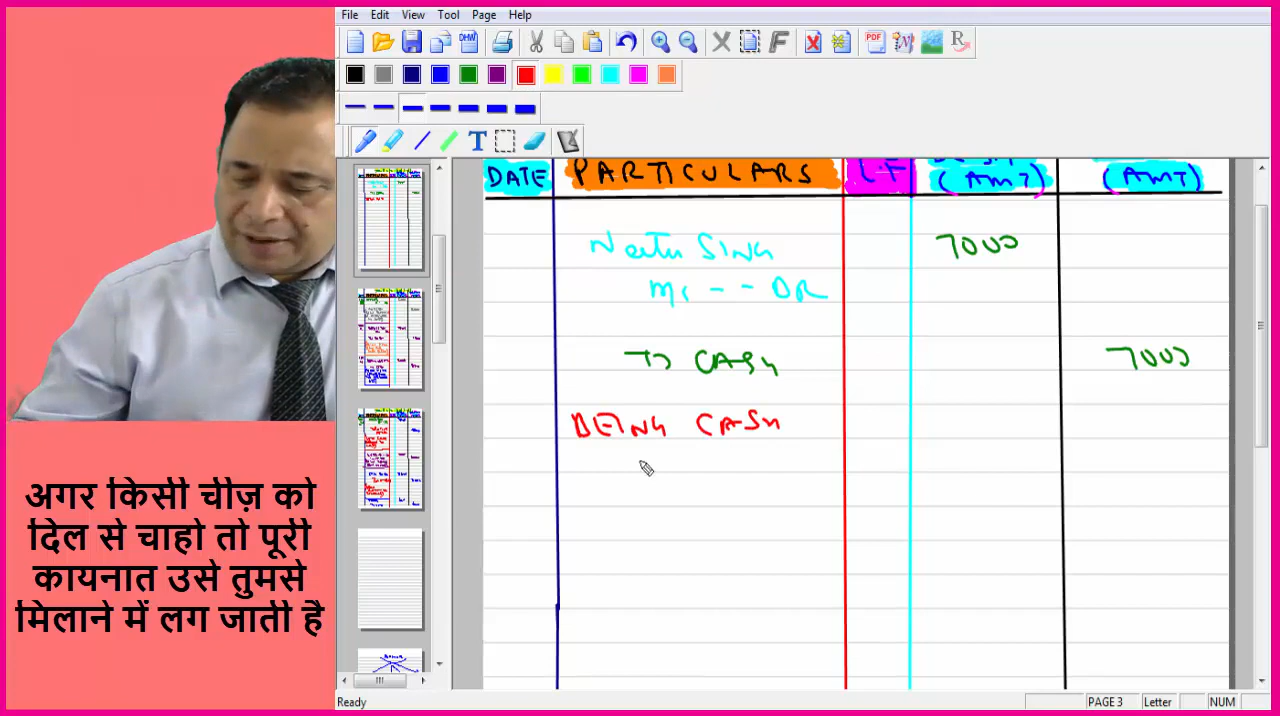 File Edit View Tool Page Help
DATE PARTICULARS L.F (AMT) (AMT)
Neetu SINGH 7000
A/c - - DR
TO CASH 7000
BEING CASH
अगर किसी चीज़ को
दिल से चाहो तो पूरी
कायनात उसे तुमसे
मिलाने में लग जाती है
Ready PAGE 3 Letter NUM